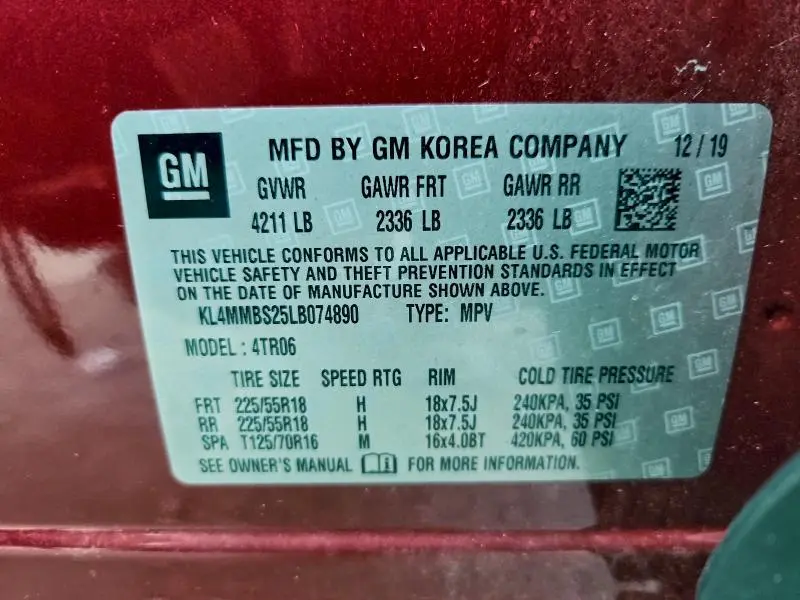 GM
MFD BY GM KOREA COMPANY 12/19
GVWR GAWR FRT GAWR RR
4211 LB 2336 LB 2336 LB
THIS VEHICLE CONFORMS TO ALL APPLICABLE U.S. FEDERAL MOTOR
VEHICLE SAFETY AND THEFT PREVENTION STANDARDS IN EFFECT
ON THE DATE OF MANUFACTURE SHOWN ABOVE.
KL4MMBS25LB074890 TYPE: MPV
MODEL : 4TR06
TIRE SIZE SPEED RTG RIM COLD TIRE PRESSURE
FRT 225/55R18 H 18x7.5J 240KPA, 35 PSI
RR 225/55R18 H 18x7.5J 240KPA, 35 PSI
SPA T125/70R16 M 16x4.0BT 420KPA, 60 PSI
SEE OWNER'S MANUAL FOR MORE INFORMATION.